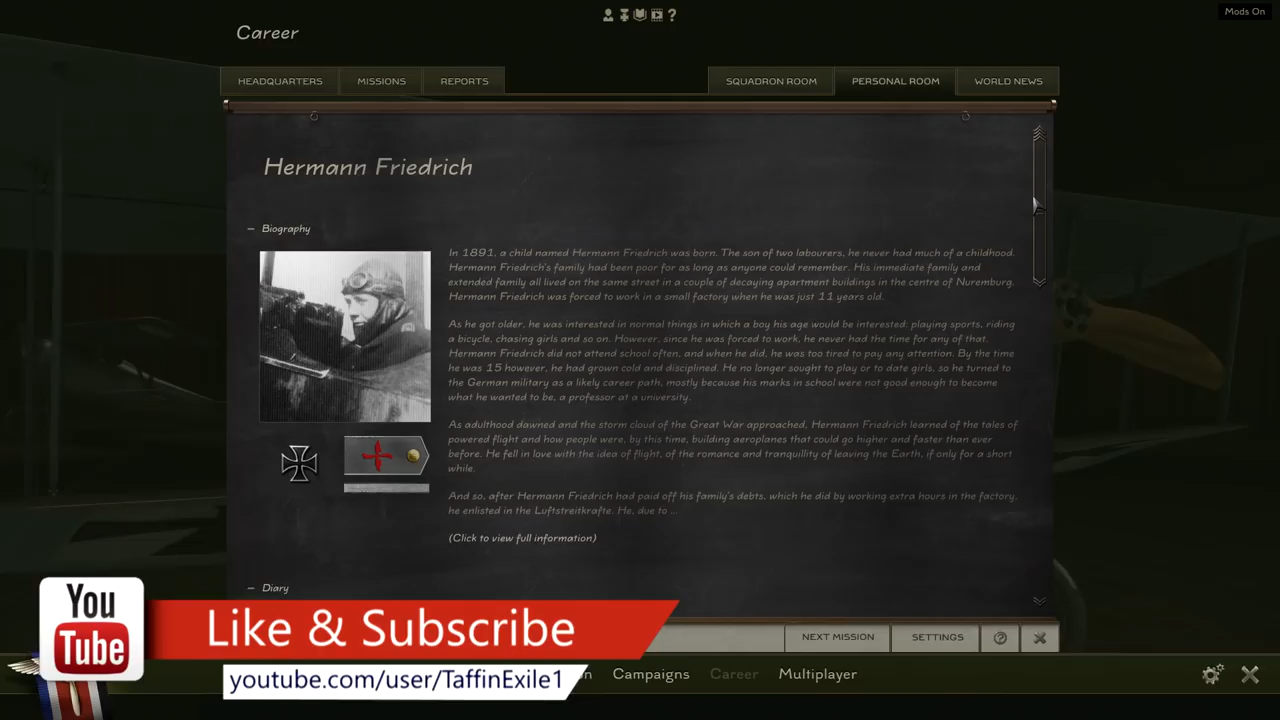 Mods On
Career
HEADQUARTERS
MISSIONS
REPORTS
SQUADRON ROOM
PERSONAL ROOM
WORLD NEWS
Hermann Friedrich
– Biography
In 1891, a child named Hermann Friedrich was born. The son of two labourers, he never had much of a childhood.
Hermann Friedrich's family had been poor for as long as anyone could remember. His immediate family and
extended family all lived on the same street in a couple of decaying apartment buildings in the centre of Nuremburg.
Hermann Friedrich was forced to work in a small factory when he was just 11 years old.
As he got older, he was interested in normal things in which a boy his age would be interested: playing sports, riding
a bicycle, chasing girls and so on. However, since he was forced to work, he never had the time for any of that.
Hermann Friedrich did not attend school often, and when he did, he was too tired to pay any attention. By the time
he was 15 however, he had grown cold and disciplined. He no longer sought to play or to date girls, so he turned to
the German military as a likely career path, mostly because his marks in school were not good enough to become
what he wanted to be, a professor at a university.
As adulthood dawned and the storm cloud of the Great War approached, Hermann Friedrich learned of the tales of
powered flight and how people were, by this time, building aeroplanes that could go higher and faster than ever
before. He fell in love with the idea of flight, of the romance and tranquillity of leaving the Earth, if only for a short
while.
And so, after Hermann Friedrich had paid off his family's debts, which he did by working extra hours in the factory,
he enlisted in the Luftstreitkrafte. He, due to ...
(Click to view full information)
– Diary
You
Tube
Like & Subscribe
youtube.com/user/TaffinExile1
NEXT MISSION
SETTINGS
Campaigns
Career
Multiplayer